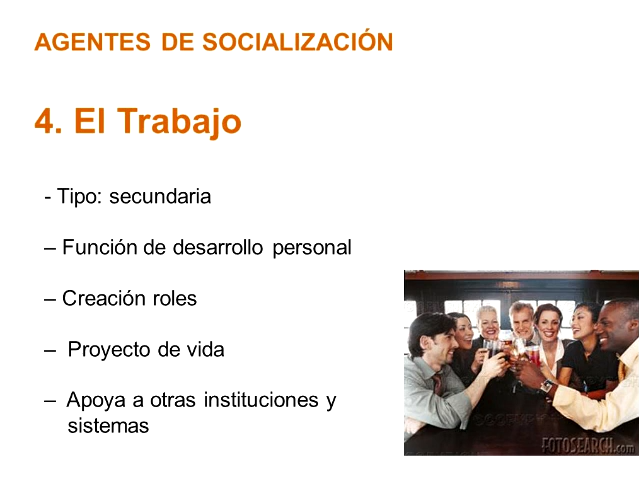 AGENTES DE SOCIALIZACIÓN
4. El Trabajo
- Tipo: secundaria
– Función de desarrollo personal
– Creación roles
– Proyecto de vida
– Apoya a otras instituciones y
sistemas
FOTOSEARCH.com